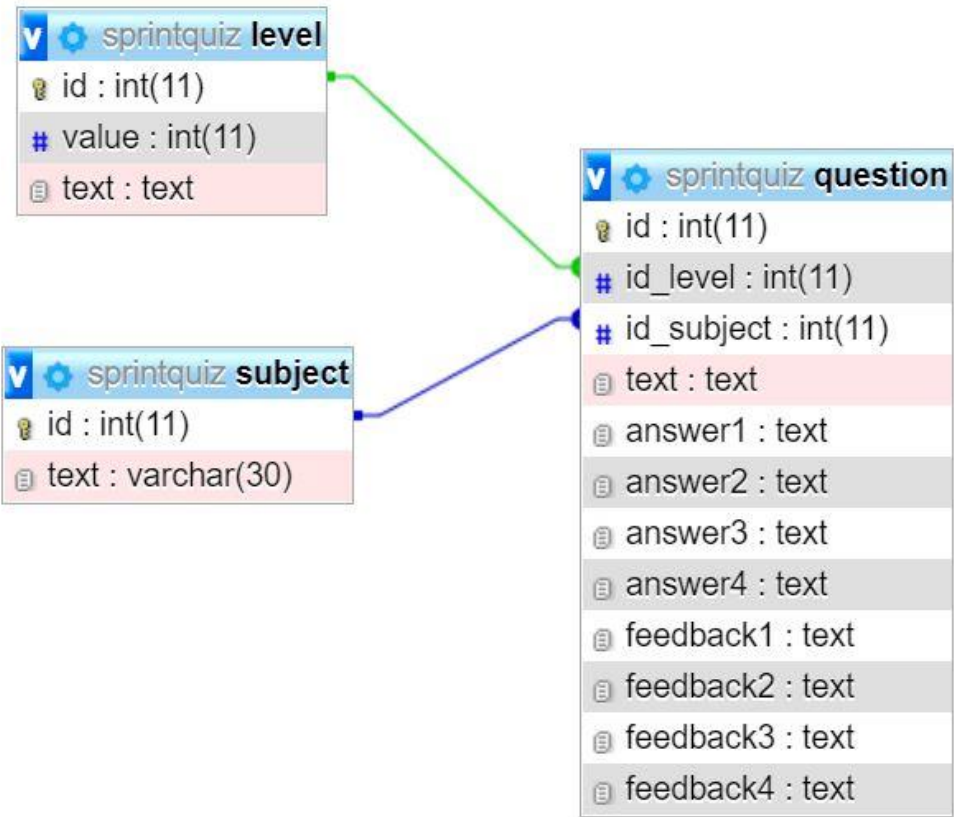 v sprintquiz level
id : int(11)
# value : int(11)
text : text
v sprintquiz subject
id : int(11)
text : varchar(30)
v sprintquiz question
id : int(11)
# id_level : int(11)
# id_subject : int(11)
text : text
answer1 : text
answer2 : text
answer3 : text
answer4 : text
feedback1 : text
feedback2 : text
feedback3 : text
feedback4 : text